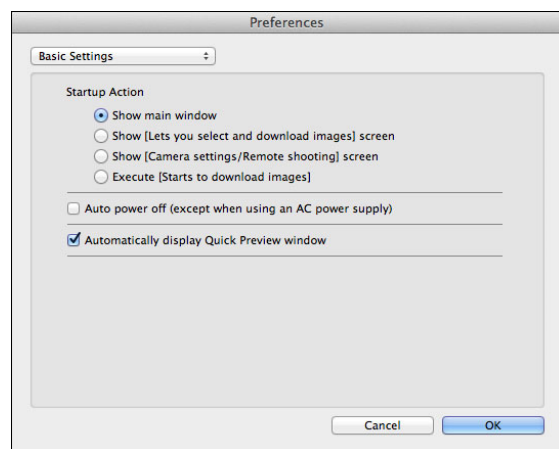 Preferences
Basic Settings
Startup Action
Show main window
Show [Lets you select and download images] screen
Show [Camera settings/Remote shooting] screen
Execute [Starts to download images]
Auto power off (except when using an AC power supply)
Automatically display Quick Preview window
Cancel
OK